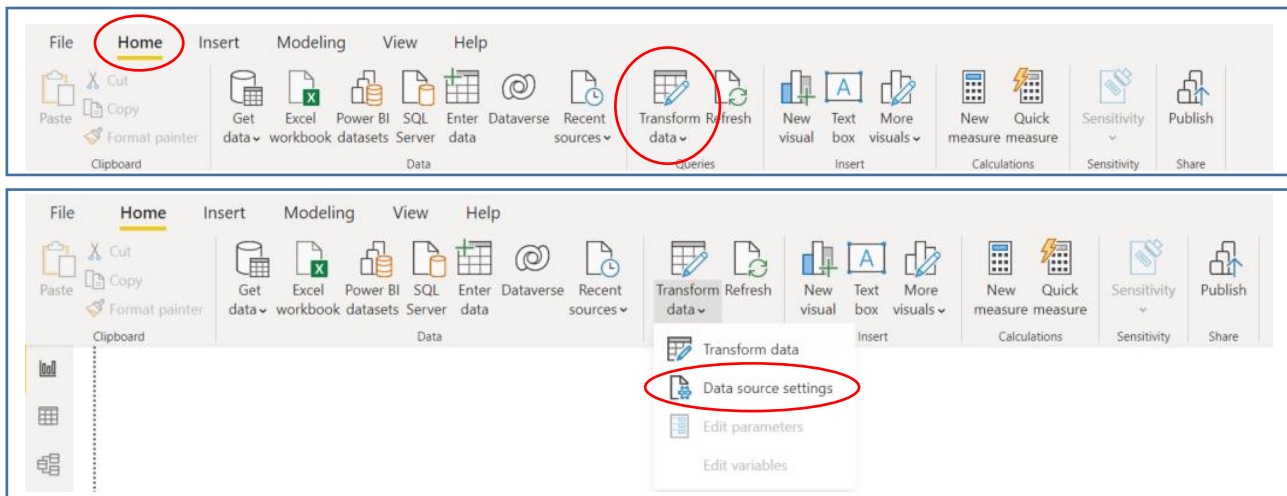 File Home Insert Modeling View Help
Paste Cut
Copy
Format painter
Get data Excel workbook Power BI datasets SQL Server Enter data Dataverse Recent sources Transform data Refresh New visual Text box A More visuals New measure Quick measure Sensitivity Publish
Clipboard Data Queries Insert Calculations Sensitivity Share
File Home Insert Modeling View Help
Paste Cut
Copy
Format painter
Get data Excel workbook Power BI datasets SQL Server Enter data Dataverse Recent sources Transform data Refresh New visual Text box A More visuals New measure Quick measure Sensitivity Publish
Clipboard Data Insert Calculations Sensitivity Share
Transform data
Data source settings
Edit parameters
Edit variables